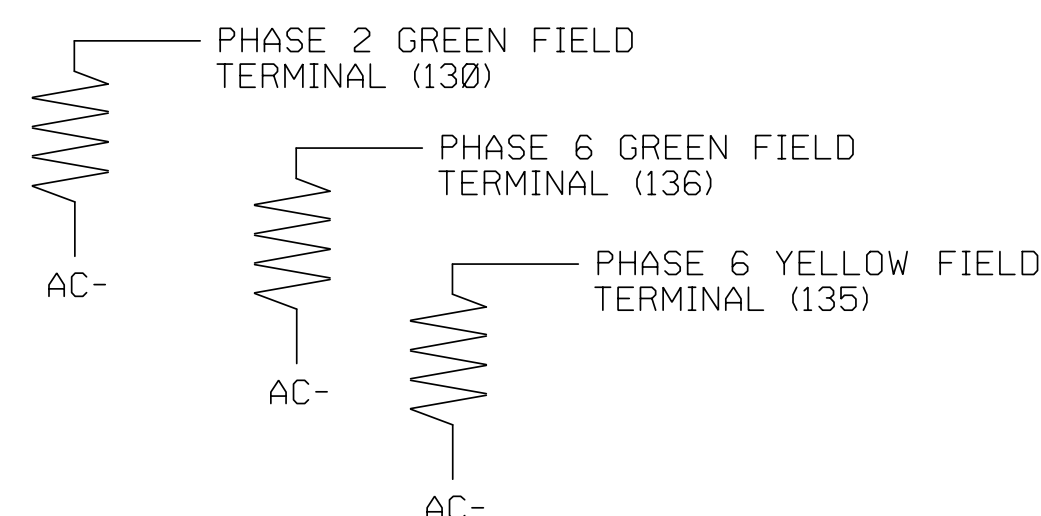 PHASE 2 GREEN FIELD
TERMINAL (130)
AC-
PHASE 6 GREEN FIELD
TERMINAL (136)
AC-
PHASE 6 YELLOW FIELD
TERMINAL (135)
AC-